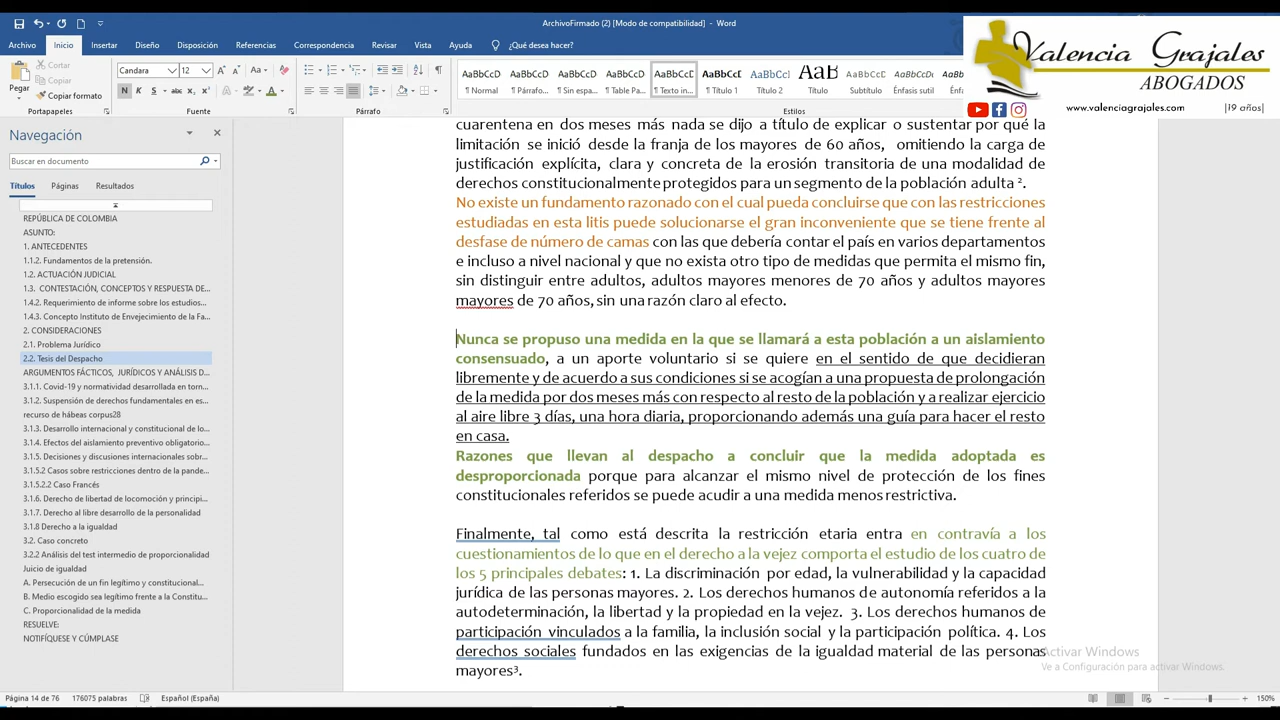 ArchivoFirmado (2) [Modo de compatibilidad] - Word
Archivo Inicio Insertar Diseño Disposición Referencias Correspondencia Revisar Vista Ayuda ¿Qué desea hacer?
Valencia Grajales
ABOGADOS
www.valenciagrajales.com |19 años|
Pegar
Cortar
Copiar
Copiar formato
Portapapeles
Candara 12
N K S abc x₂ x²
Fuente
Párrafo
AaBbCcD AaBbCcD AaBbCcD AaBbCcD AaBbCcD AaBbCcD AaBbCcD AaB AaBbCcD AaBbCcD AaBbCcD
¶ Normal ¶ Párrafo... ¶ Sin espa... ¶ Table Pa... ¶ Texto in... ¶ Título 1 ¶ Título 2 Título Subtítulo Énfasis sutil Énfasis
Estilos
Navegación
Buscar en documento
Títulos Páginas Resultados
REPÚBLICA DE COLOMBIA
ASUNTO:
1. ANTECEDENTES
1.1.2. Fundamentos de la pretensión.
1.2. ACTUACIÓN JUDICIAL
1.3. CONTESTACIÓN, CONCEPTOS Y RESPUESTA DE...
1.4.2. Requerimiento de informe sobre los estudios...
1.4.3. Concepto Instituto de Envejecimiento de la Fa...
2. CONSIDERACIONES
2.1. Problema Jurídico
2.2. Tesis del Despacho
ARGUMENTOS FÁCTICOS, JURÍDICOS Y ANÁLISIS D...
3.1.1. Covid-19 y normatividad desarrollada en torn...
3.1.2. Suspensión de derechos fundamentales en es...
recurso de hábeas corpus28
3.1.3. Desarrollo internacional y constitucional de lo...
3.1.4. Efectos del aislamiento preventivo obligatorio...
3.1.5. Decisiones y discusiones internacionales sobr...
3.1.5.2 Casos sobre restricciones dentro de la pande...
3.1.5.2.2 Caso Francés
3.1.6. Derecho de libertad de locomoción y principi...
3.1.7. Derecho al libre desarrollo de la personalidad
3.1.8 Derecho a la igualdad
3.2. Caso concreto
3.2.2 Análisis del test intermedio de proporcionalidad
Juicio de igualdad
A. Persecución de un fin legítimo y constitucional...
B. Medio escogido sea legítimo frente a la Constitu...
C. Proporcionalidad de la medida
RESUELVE:
NOTIFÍQUESE Y CÚMPLASE
cuarentena en dos meses más nada se dijo a título de explicar o sustentar por qué la
limitación se inició desde la franja de los mayores de 60 años, omitiendo la carga de
justificación explícita, clara y concreta de la erosión transitoria de una modalidad de
derechos constitucionalmente protegidos para un segmento de la población adulta ².
No existe un fundamento razonado con el cual pueda concluirse que con las restricciones
estudiadas en esta litis puede solucionarse el gran inconveniente que se tiene frente al
desfase de número de camas con las que debería contar el país en varios departamentos
e incluso a nivel nacional y que no exista otro tipo de medidas que permita el mismo fin,
sin distinguir entre adultos, adultos mayores menores de 70 años y adultos mayores
mayores de 70 años, sin una razón claro al efecto.
Nunca se propuso una medida en la que se llamará a esta población a un aislamiento
consensuado, a un aporte voluntario si se quiere en el sentido de que decidieran
libremente y de acuerdo a sus condiciones si se acogían a una propuesta de prolongación
de la medida por dos meses más con respecto al resto de la población y a realizar ejercicio
al aire libre 3 días, una hora diaria, proporcionando además una guía para hacer el resto
en casa.
Razones que llevan al despacho a concluir que la medida adoptada es
desproporcionada porque para alcanzar el mismo nivel de protección de los fines
constitucionales referidos se puede acudir a una medida menos restrictiva.
Finalmente, tal como está descrita la restricción etaria entra en contravía a los
cuestionamientos de lo que en el derecho a la vejez comporta el estudio de los cuatro de
los 5 principales debates: 1. La discriminación por edad, la vulnerabilidad y la capacidad
jurídica de las personas mayores. 2. Los derechos humanos de autonomía referidos a la
autodeterminación, la libertad y la propiedad en la vejez. 3. Los derechos humanos de
participación vinculados a la familia, la inclusión social y la participación política. 4. Los
derechos sociales fundados en las exigencias de la igualdad material de las personas
mayores³.
Activar Windows
Ve a Configuración para activar Windows.
Página 14 de 76 176075 palabras Español (España) 150%